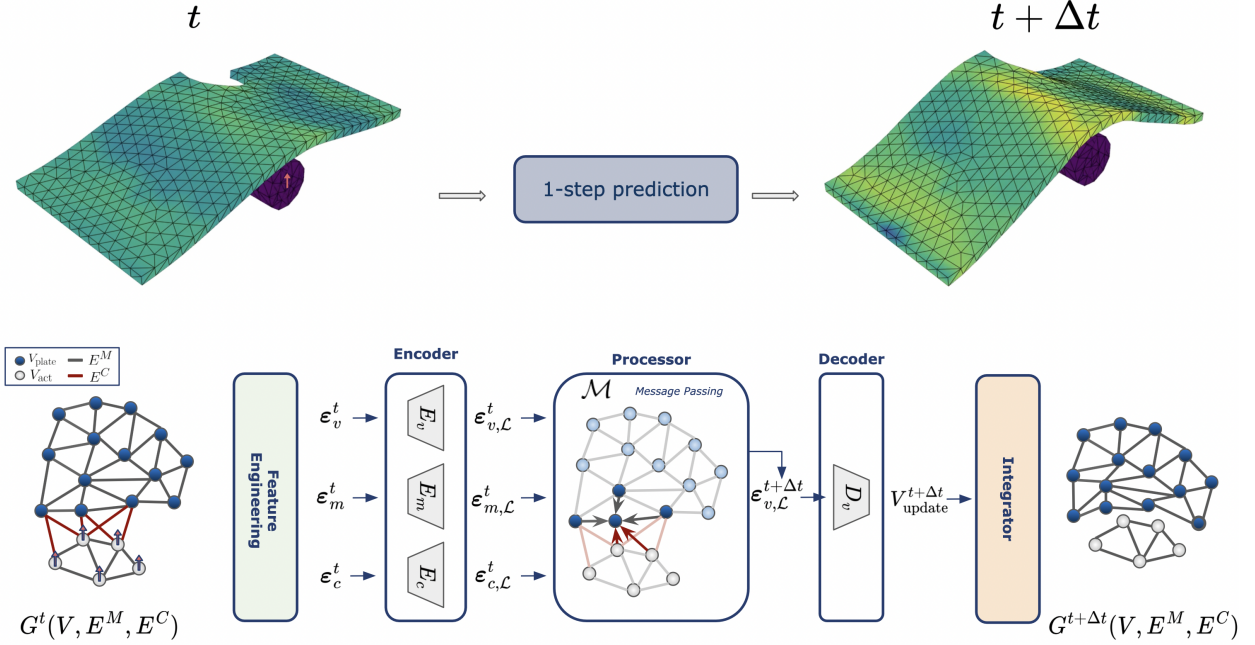 t
t + Δt
1-step prediction
V_plate E^M
V_act E^C
Encoder
Processor
Decoder
Feature Engineering
ε_v^t
E_v
ε_{v,ℒ}^t
ℳ
Message Passing
ε_m^t
E_m
ε_{m,ℒ}^t
ε_{v,ℒ}^{t+Δt}
D_v
V_update^{t+Δt}
Integrator
ε_c^t
E_c
ε_{c,ℒ}^t
G^t(V, E^M, E^C)
G^{t+Δt}(V, E^M, E^C)